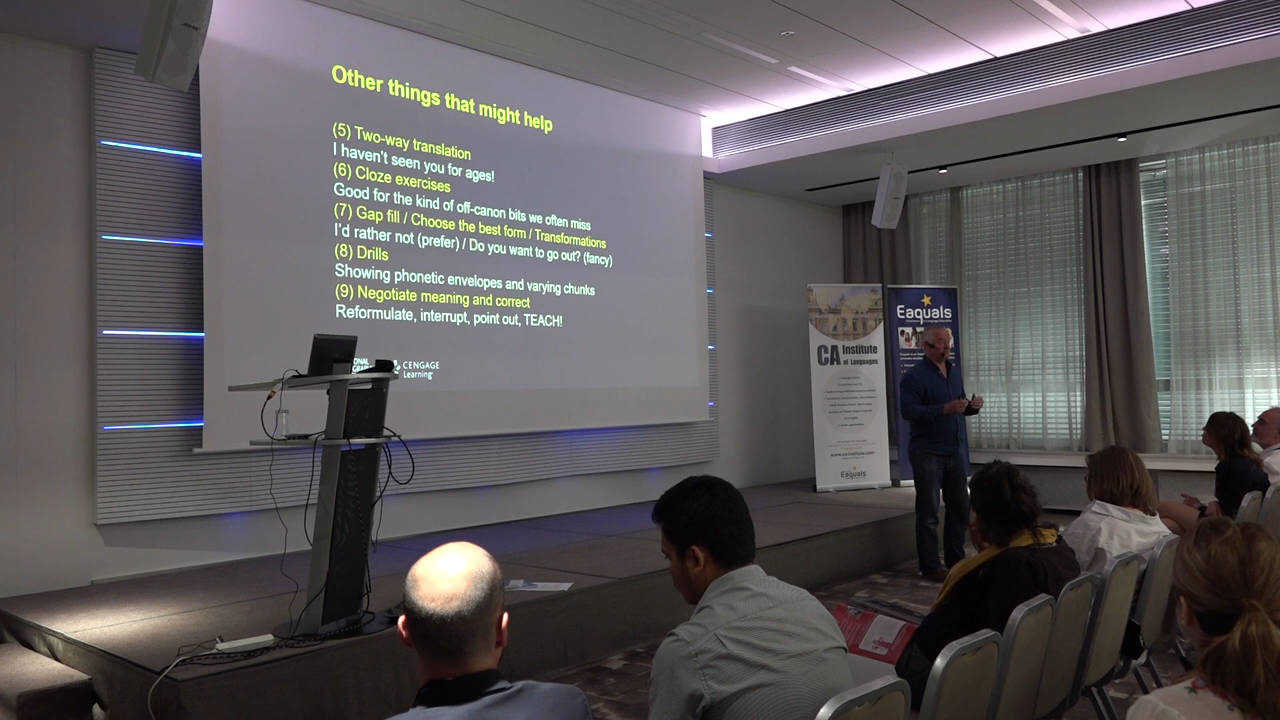 Other things that might help
(5) Two-way translation
I haven't seen you for ages!
(6) Cloze exercises
Good for the kind of off-canon bits we often miss
(7) Gap fill / Choose the best form / Transformations
I'd rather not (prefer) / Do you want to go out? (fancy)
(8) Drills
Showing phonetic envelopes and varying chunks
(9) Negotiate meaning and correct
Reformulate, interrupt, point out, TEACH!
CENGAGE
Learning
CA Institute
of Languages
Eaquals
Eaquals